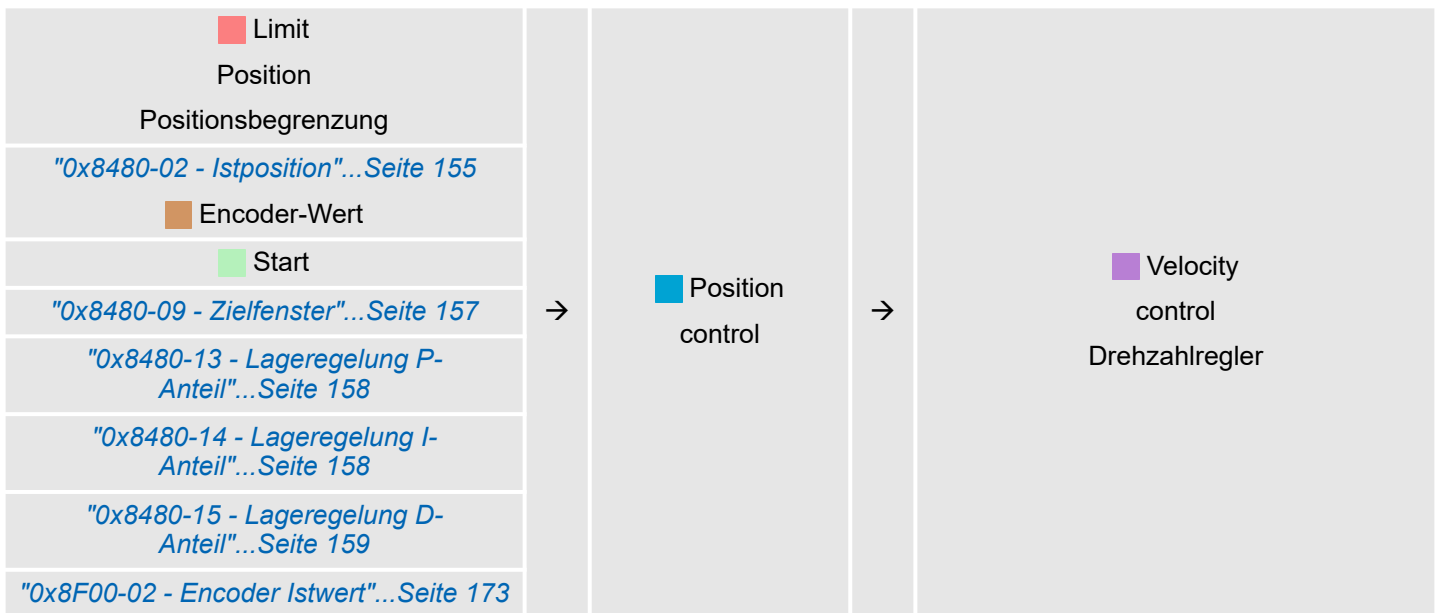 Limit
Position
Positionsbegrenzung
"0x8480-02 - Istposition"...Seite 155
Encoder-Wert
Start
"0x8480-09 - Zielfenster"...Seite 157
"0x8480-13 - Lageregelung P-
Anteil"...Seite 158
"0x8480-14 - Lageregelung I-
Anteil"...Seite 158
"0x8480-15 - Lageregelung D-
Anteil"...Seite 159
"0x8F00-02 - Encoder Istwert"...Seite 173
→
Position
control
→
Velocity
control
Drehzahlregler